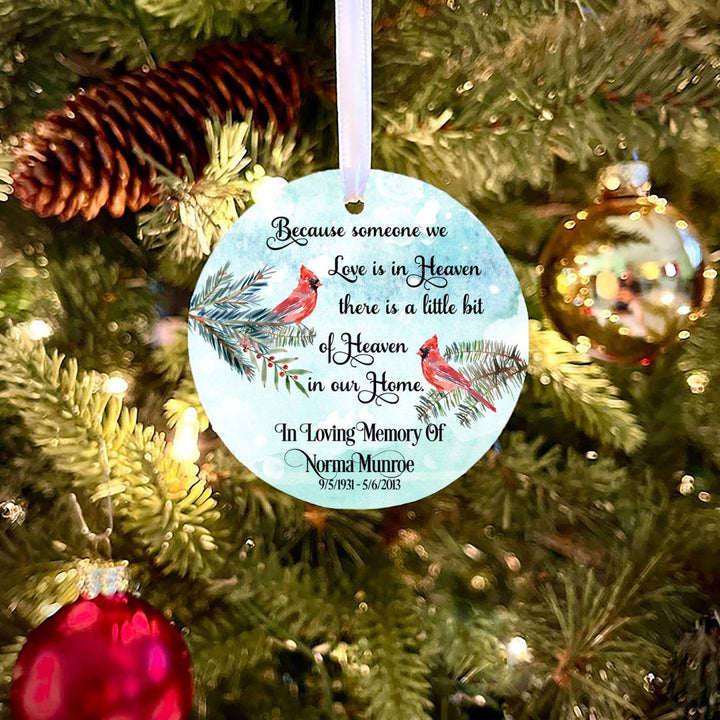 Because someone we
Love is in Heaven
there is a little bit
of Heaven
in our Home.
In Loving Memory Of
Norma Munroe
9/5/1931 - 5/6/2013